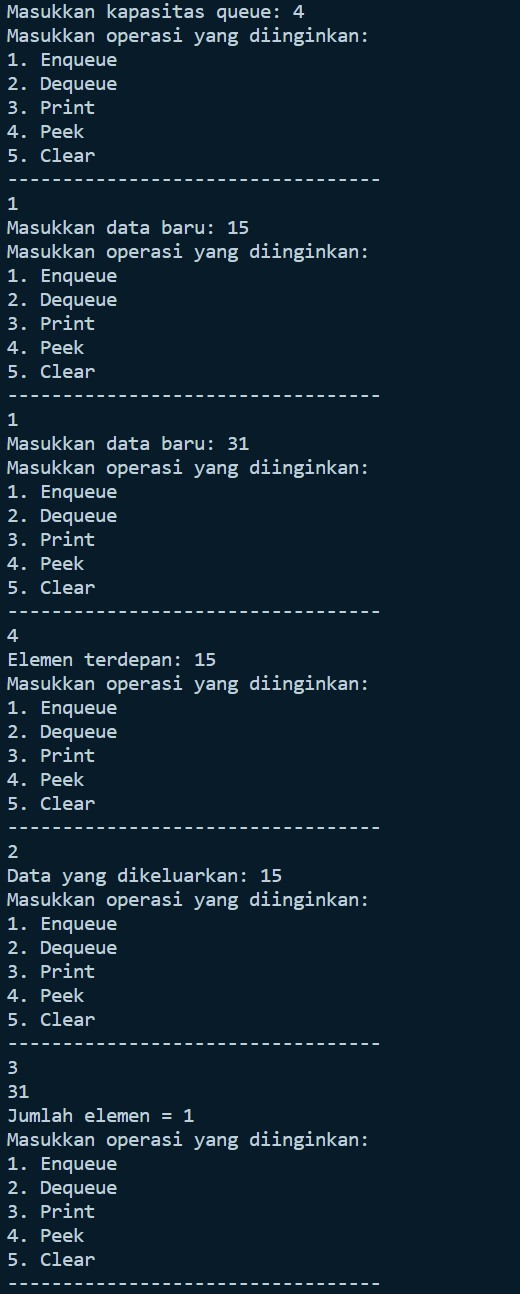 Masukkan kapasitas queue: 4
Masukkan operasi yang diinginkan:
1. Enqueue
2. Dequeue
3. Print
4. Peek
5. Clear
----------------------------------
1
Masukkan data baru: 15
Masukkan operasi yang diinginkan:
1. Enqueue
2. Dequeue
3. Print
4. Peek
5. Clear
----------------------------------
1
Masukkan data baru: 31
Masukkan operasi yang diinginkan:
1. Enqueue
2. Dequeue
3. Print
4. Peek
5. Clear
----------------------------------
4
Elemen terdepan: 15
Masukkan operasi yang diinginkan:
1. Enqueue
2. Dequeue
3. Print
4. Peek
5. Clear
----------------------------------
2
Data yang dikeluarkan: 15
Masukkan operasi yang diinginkan:
1. Enqueue
2. Dequeue
3. Print
4. Peek
5. Clear
----------------------------------
3
31
Jumlah elemen = 1
Masukkan operasi yang diinginkan:
1. Enqueue
2. Dequeue
3. Print
4. Peek
5. Clear
----------------------------------